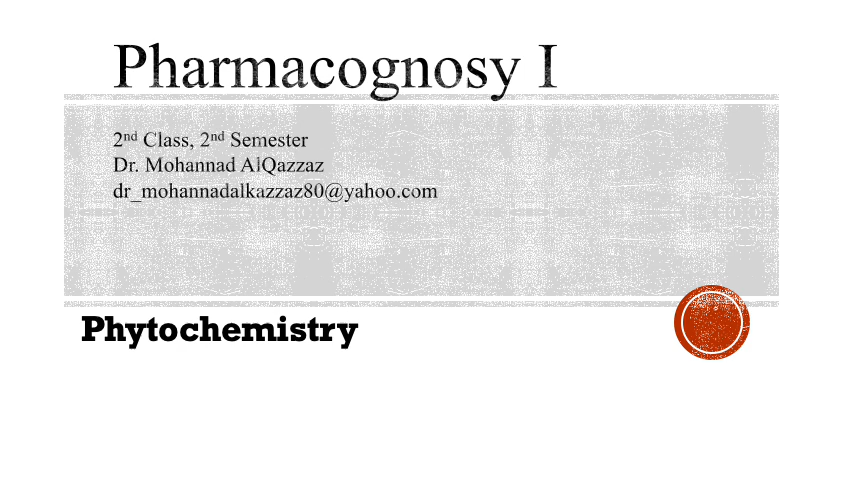 Pharmacognosy I
2nd Class, 2nd Semester
Dr. Mohannad AlQazzaz
dr_mohannadalkazzaz80@yahoo.com
Phytochemistry